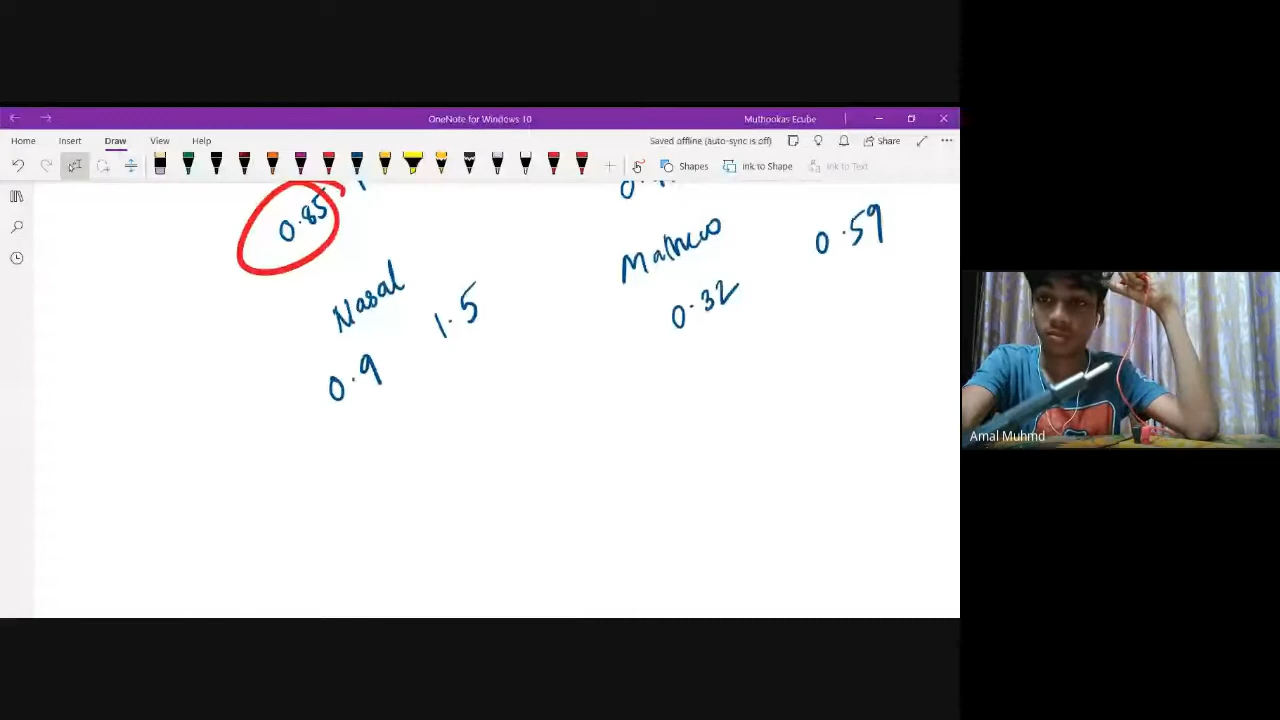 OneNote for Windows 10
Muthookas Ecube
Home Insert Draw View Help
Saved offline (auto-sync is off)
Share
Shapes
Ink to Shape
Ink to Text
0.85
0.59
Mathew
0.32
Nasal
1.5
0.9
Amal Muhmd